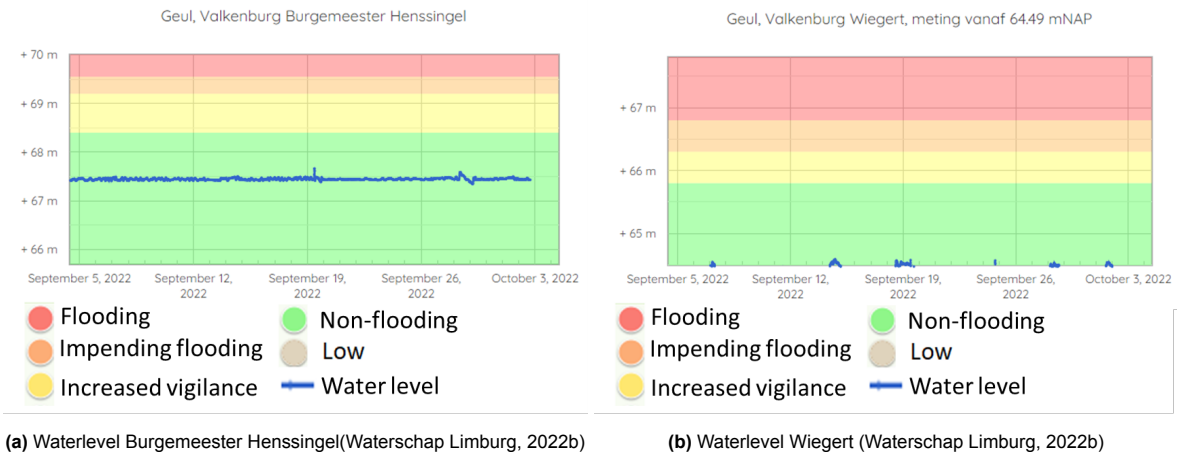 Geul, Valkenburg Burgemeester Henssingel
+ 70 m
+ 69 m
+ 68 m
+ 67 m
+ 66 m
September 5, 2022
September 12,
2022
September 19,
2022
September 26,
2022
October 3, 2022
Flooding
Impending flooding
Increased vigilance
Non-flooding
Low
Water level
(a) Waterlevel Burgemeester Henssingel(Waterschap Limburg, 2022b)
Geul, Valkenburg Wiegert, meting vanaf 64.49 mNAP
+ 67 m
+ 66 m
+ 65 m
September 5, 2022
September 12,
2022
September 19,
2022
September 26,
2022
October 3, 2022
Flooding
Impending flooding
Increased vigilance
Non-flooding
Low
Water level
(b) Waterlevel Wiegert (Waterschap Limburg, 2022b)